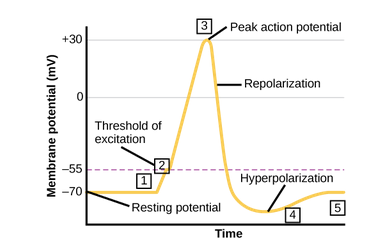 3
Peak action potential
+30
Repolarization
0
Membrane potential (mV)
Threshold of
excitation
2
–55
1
Hyperpolarization
–70
Resting potential
4
5
Time